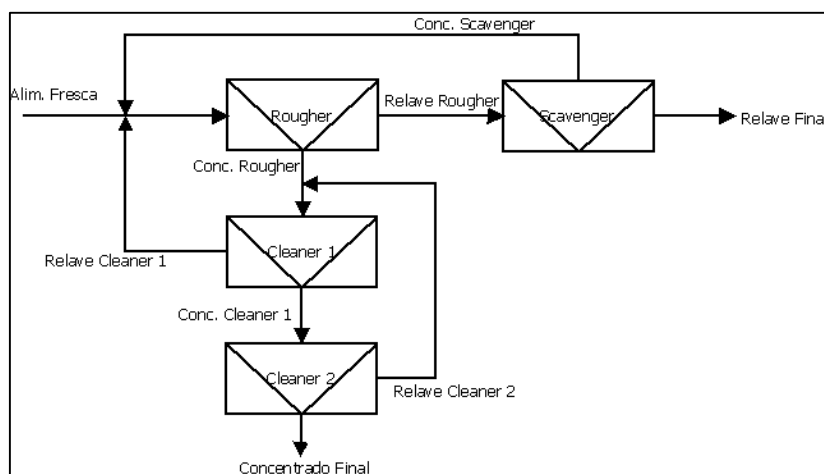 Conc. Scavenger
Alim. Fresca
Relave Rougher
Rougher
Scavenger
Relave Final
Conc. Rougher
Cleaner 1
Relave Cleaner 1
Conc. Cleaner 1
Cleaner 2
Relave Cleaner 2
Concentrado Final